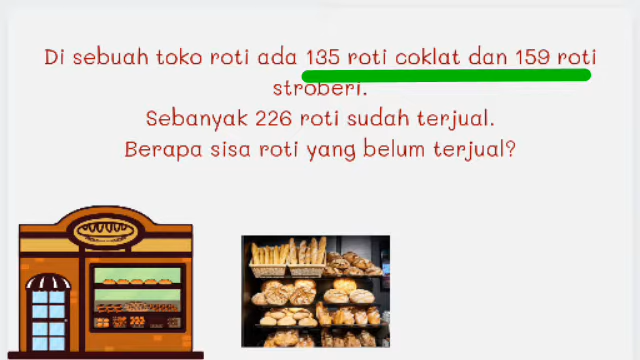 Di sebuah toko roti ada 135 roti coklat dan 159 roti
stroberi.
Sebanyak 226 roti sudah terjual.
Berapa sisa roti yang belum terjual?